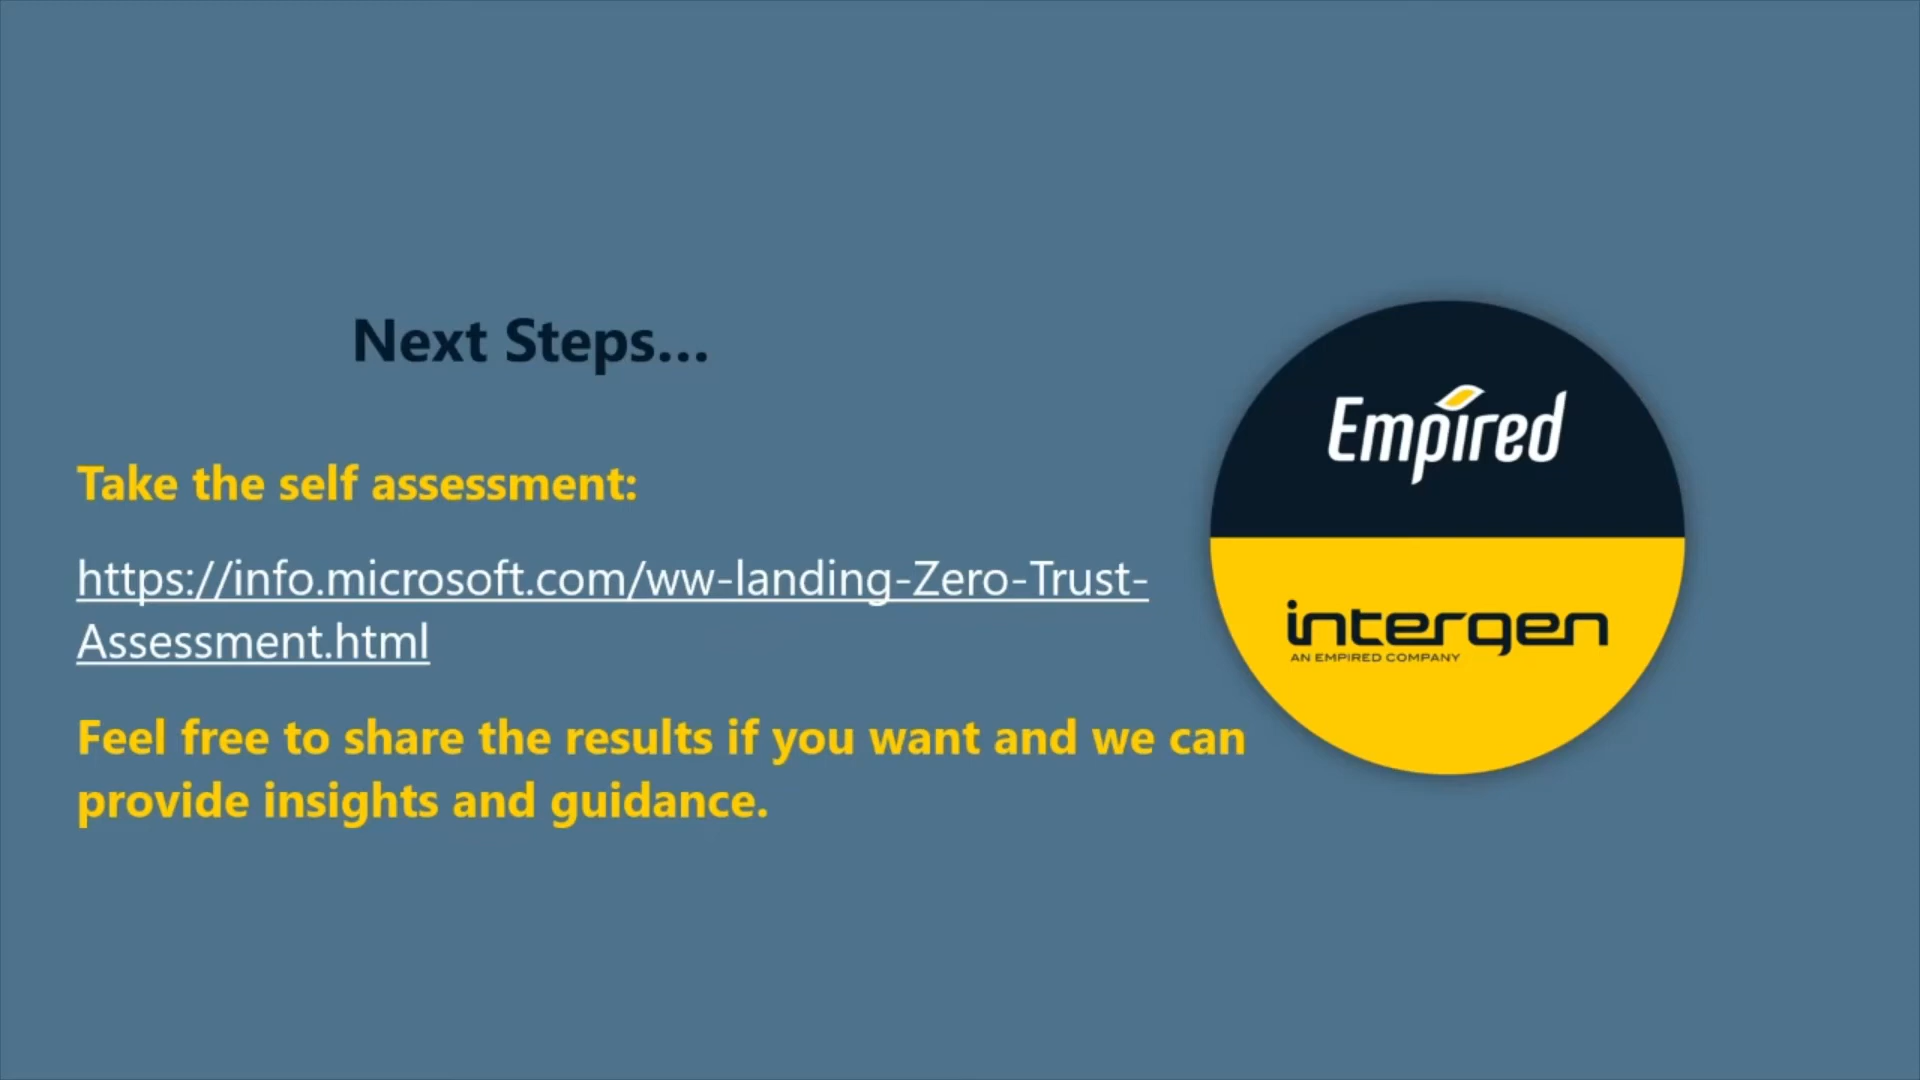 Next Steps...
Take the self assessment:
https://info.microsoft.com/ww-landing-Zero-Trust-
Assessment.html
Feel free to share the results if you want and we can
provide insights and guidance.
Empired
intergen
AN EMPIRED COMPANY